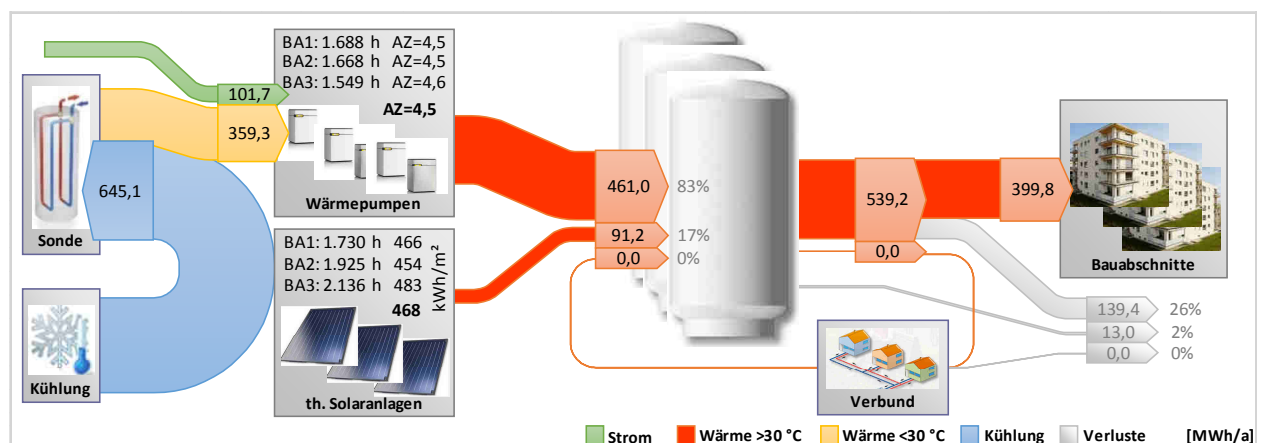 BA1: 1.688 h AZ=4,5
BA2: 1.668 h AZ=4,5
BA3: 1.549 h AZ=4,6
AZ=4,5
101,7
359,3
Wärmepumpen
645,1
Sonde
Kühlung
BA1: 1.730 h 466
BA2: 1.925 h 454
BA3: 2.136 h 483
468
kWh/m²
th. Solaranlagen
461,0 83%
91,2 17%
0,0 0%
539,2
0,0
399,8
Bauabschnitte
139,4 26%
13,0 2%
0,0 0%
Verbund
Strom Wärme >30 °C Wärme <30 °C Kühlung Verluste [MWh/a]